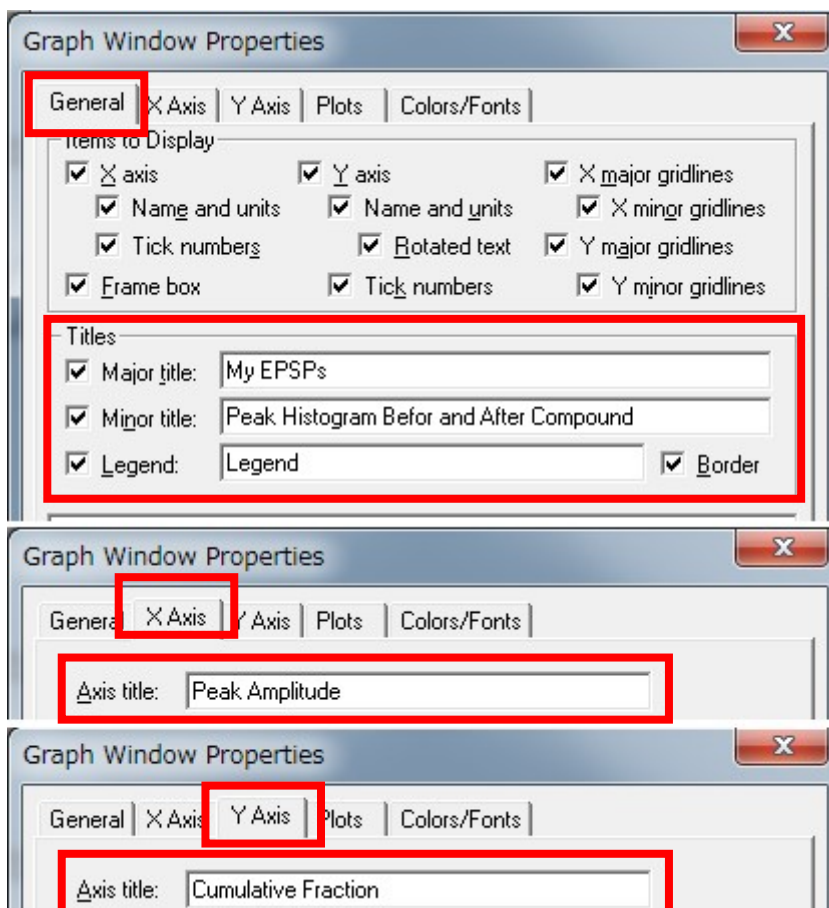 Graph Window Properties
General X Axis Y Axis Plots Colors/Fonts
Items to Display
X axis Y axis X major gridlines
Name and units Name and units X minor gridlines
Tick numbers Rotated text Y major gridlines
Frame box Tick numbers Y minor gridlines
Titles
Major title: My EPSPs
Minor title: Peak Histogram Befor and After Compound
Legend: Legend Border
Graph Window Properties
General X Axis Y Axis Plots Colors/Fonts
Axis title: Peak Amplitude
Graph Window Properties
General X Axis Y Axis Plots Colors/Fonts
Axis title: Cumulative Fraction